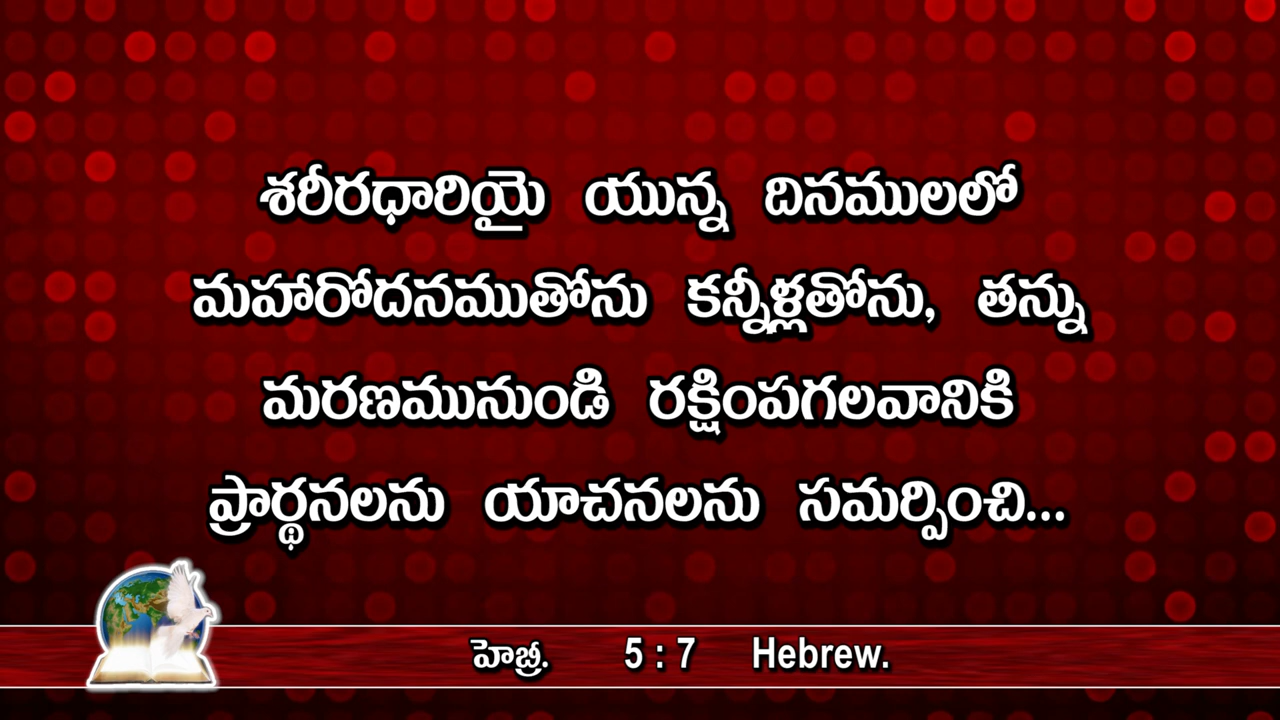 శరీరధారియై యున్న దినములలో
మహారోదనముతోను కన్నీళ్లతోను, తన్ను
మరణమునుండి రక్షింపగలవానికి
ప్రార్థనలను యాచనలను సమర్పించి...
హెబ్రీ. 5 : 7 Hebrew.